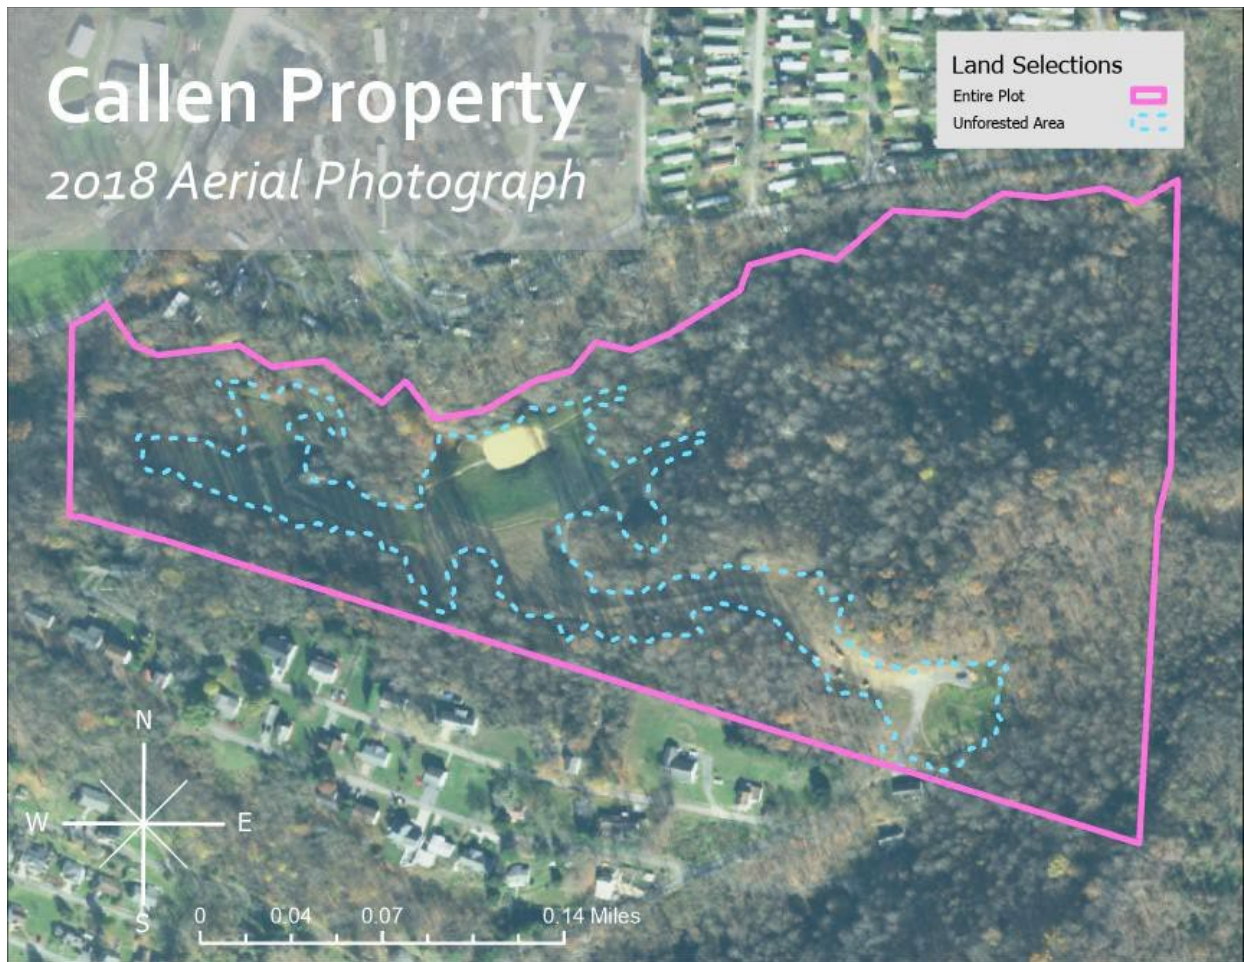 Callen Property
2018 Aerial Photograph
Land Selections
Entire Plot
Unforested Area
N
W E
S
0 0.04 0.07 0.14 Miles